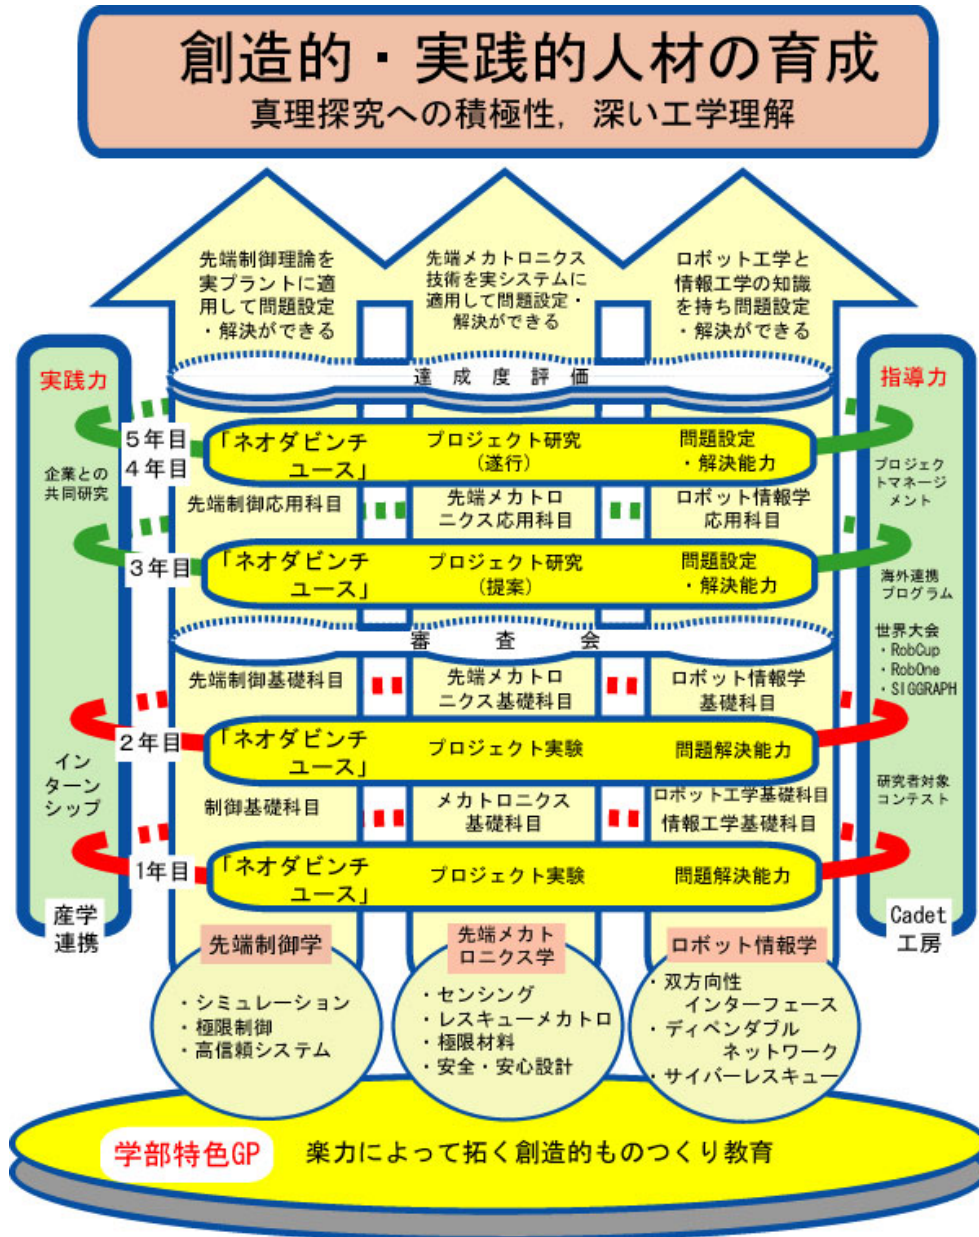 創造的・実践的人材の育成
真理探究への積極性，深い工学理解
先端制御理論を
実プラントに適
用して問題設定
・解決ができる
先端メカトロニクス
技術を実システムに
適用して問題設定・
解決ができる
ロボット工学と
情報工学の知識
を持ち問題設定
・解決ができる
実践力
指導力
達成度評価
5年目
4年目
「ネオダビンチ
ユース」
プロジェクト研究
(遂行)
問題設定
・解決能力
企業との
共同研究
プロジェク
トマネージ
メント
先端制御応用科目
先端メカトロ
ニクス応用科目
ロボット情報学
応用科目
3年目
「ネオダビンチ
ユース」
プロジェクト研究
(提案)
問題設定
・解決能力
海外連携
プログラム
世界大会
・RobCup
・RobOne
・SIGGRAPH
審査会
先端制御基礎科目
先端メカトロ
ニクス基礎科目
ロボット情報学
基礎科目
2年目
「ネオダビンチ
ユース」
プロジェクト実験
問題解決能力
イン
ターン
シップ
研究者対象
コンテスト
制御基礎科目
メカトロニクス
基礎科目
ロボット工学基礎科目
情報工学基礎科目
1年目
「ネオダビンチ
ユース」
プロジェクト実験
問題解決能力
産学
連携
Cadet
工房
先端制御学
・シミュレーション
・極限制御
・高信頼システム
先端メカト
ロニクス学
・センシング
・レスキューメカトロ
・極限材料
・安全・安心設計
ロボット情報学
・双方向性
インターフェース
・ディペンダブル
ネットワーク
・サイバーレスキュー
学部特色GP
楽力によって拓く創造的ものつくり教育